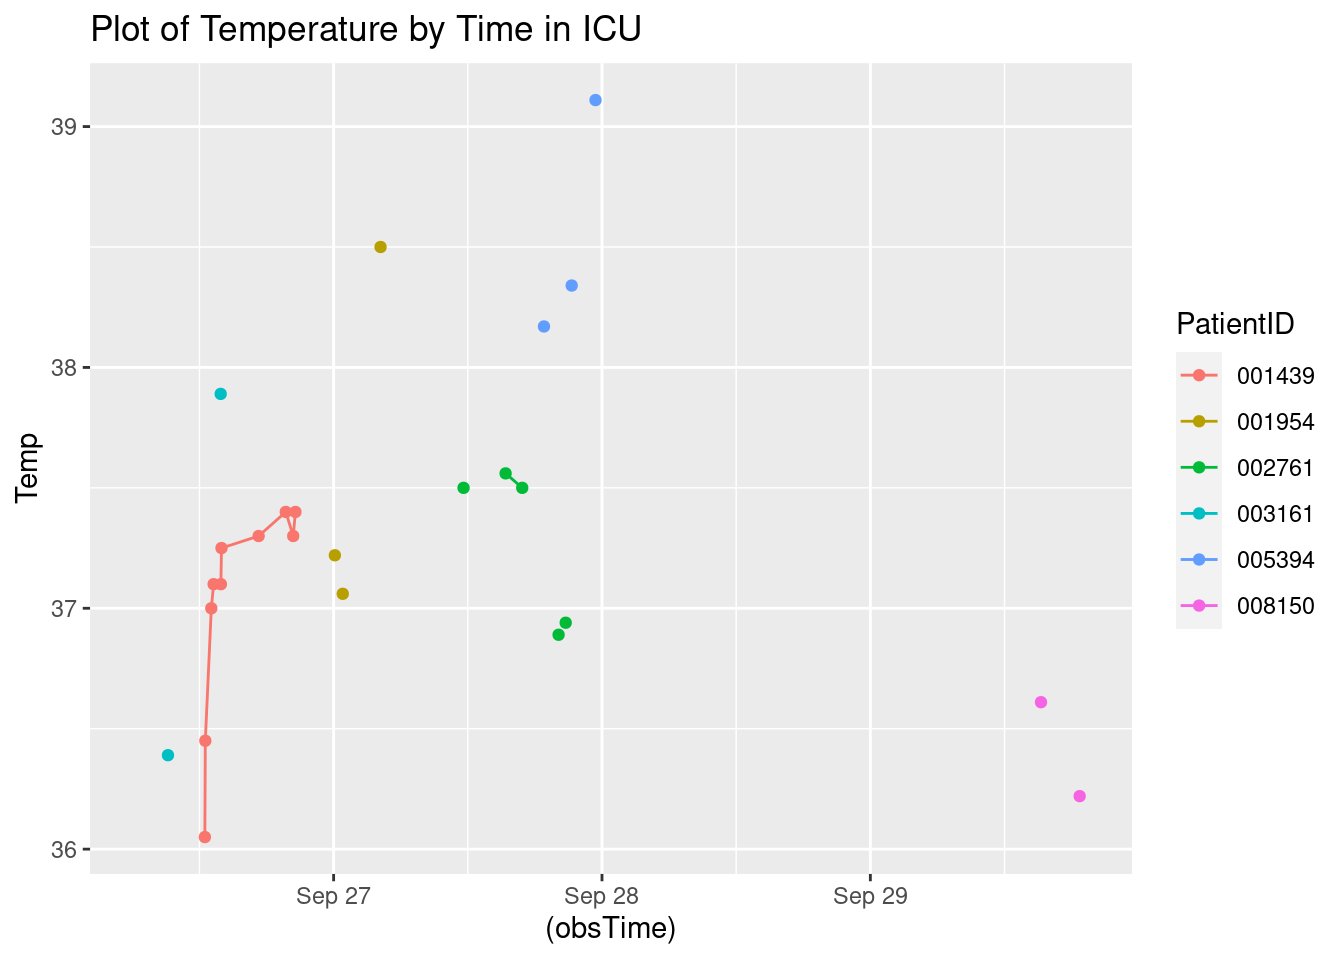 Plot of Temperature by Time in ICU
39
38
37
36
Temp
Sep 27
Sep 28
Sep 29
(obsTime)
PatientID
001439
001954
002761
003161
005394
008150